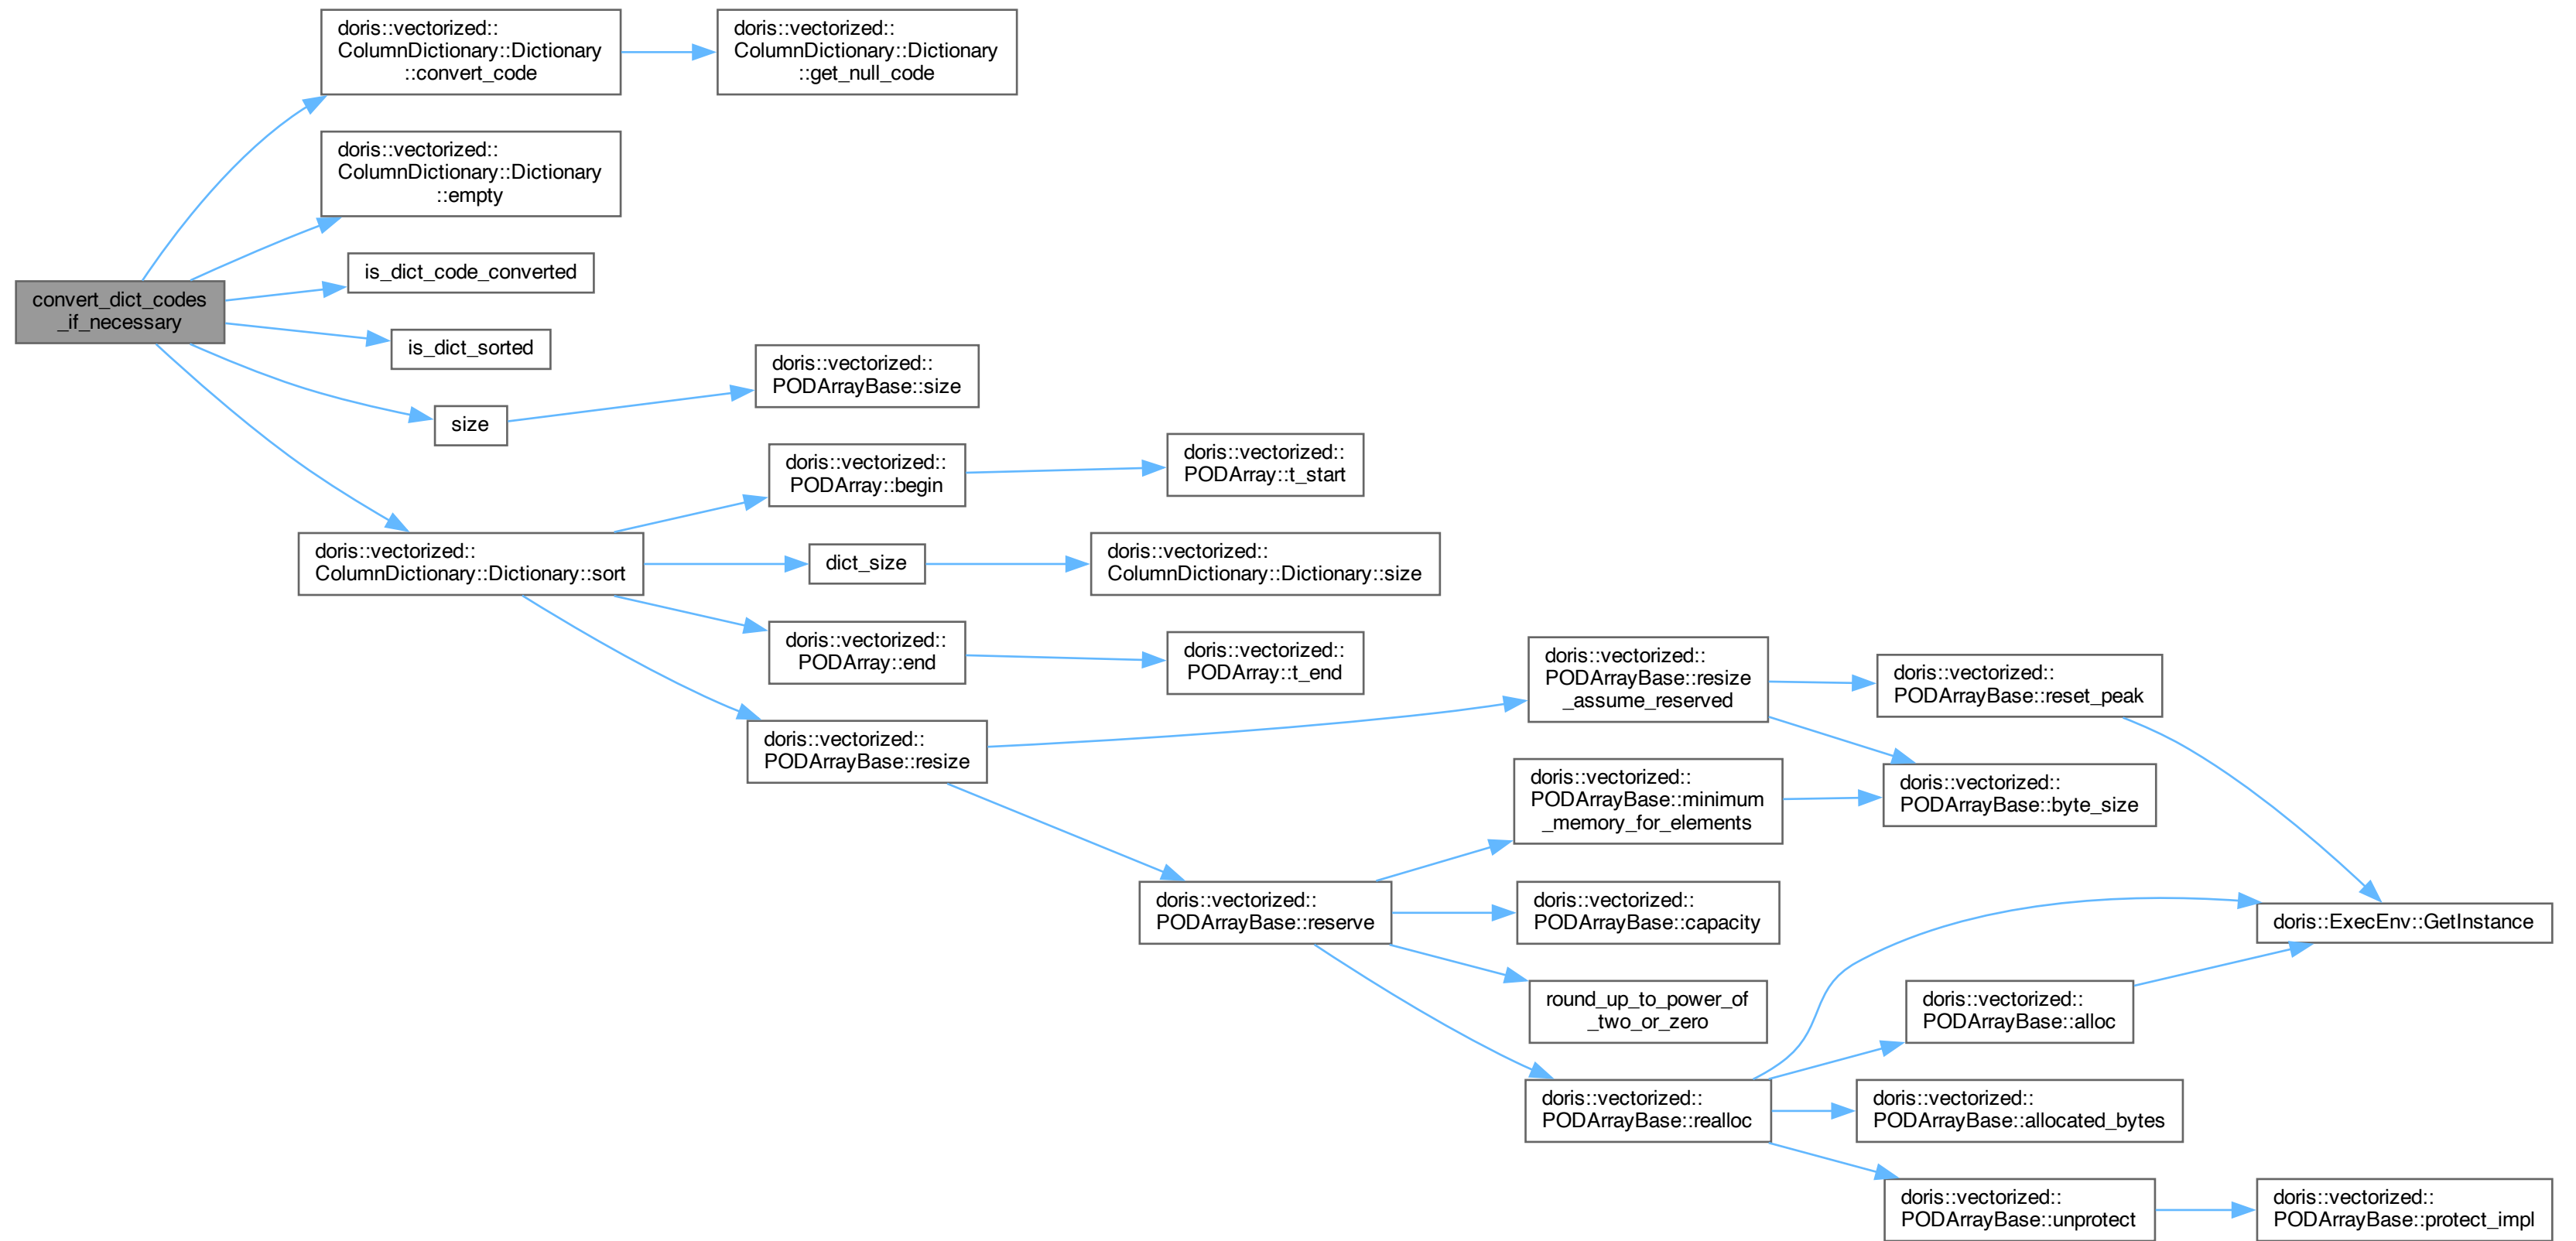 doris::vectorized::
ColumnDictionary::Dictionary
::convert_code
doris::vectorized::
ColumnDictionary::Dictionary
::get_null_code
doris::vectorized::
ColumnDictionary::Dictionary
::empty
is_dict_code_converted
convert_dict_codes
_if_necessary
is_dict_sorted
size
doris::vectorized::
PODArrayBase::size
doris::vectorized::
ColumnDictionary::Dictionary::sort
doris::vectorized::
PODArray::begin
doris::vectorized::
PODArray::t_start
dict_size
doris::vectorized::
ColumnDictionary::Dictionary::size
doris::vectorized::
PODArray::end
doris::vectorized::
PODArray::t_end
doris::vectorized::
PODArrayBase::resize
doris::vectorized::
PODArrayBase::resize
_assume_reserved
doris::vectorized::
PODArrayBase::reset_peak
doris::vectorized::
PODArrayBase::byte_size
doris::vectorized::
PODArrayBase::minimum
_memory_for_elements
doris::vectorized::
PODArrayBase::reserve
doris::vectorized::
PODArrayBase::capacity
doris::ExecEnv::GetInstance
round_up_to_power_of
_two_or_zero
doris::vectorized::
PODArrayBase::alloc
doris::vectorized::
PODArrayBase::realloc
doris::vectorized::
PODArrayBase::allocated_bytes
doris::vectorized::
PODArrayBase::unprotect
doris::vectorized::
PODArrayBase::protect_impl